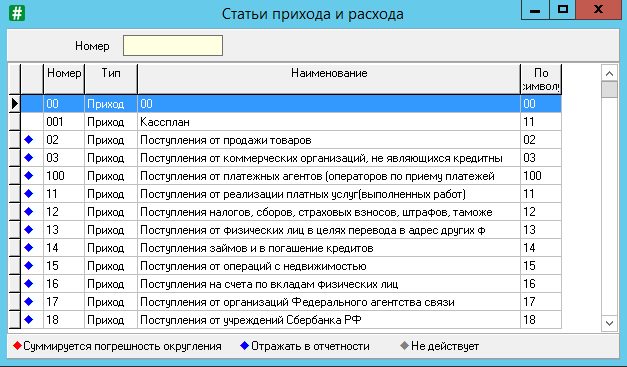 Статьи прихода и расхода
Номер
Номер Тип Наименование По символу
00 Приход 00 00
001 Приход Кассплан 11
02 Приход Поступления от продажи товаров 02
03 Приход Поступления от коммерческих организаций, не являющихся кредитны 03
100 Приход Поступления от платежных агентов (операторов по приему платежей 100
11 Приход Поступления от реализации платных услуг(выполненных работ) 11
12 Приход Поступления налогов, сборов, страховых взносов, штрафов, таможе 12
13 Приход Поступления от физических лиц в целях перевода в адрес других ф 13
14 Приход Поступления займов и в погашение кредитов 14
15 Приход Поступления от операций с недвижимостью 15
16 Приход Поступления на счета по вкладам физических лиц 16
17 Приход Поступления от организаций Федерального агентства связи 17
18 Приход Поступления от учреждений Сбербанка РФ 18
Суммируется погрешность округления Отражать в отчетности Не действует